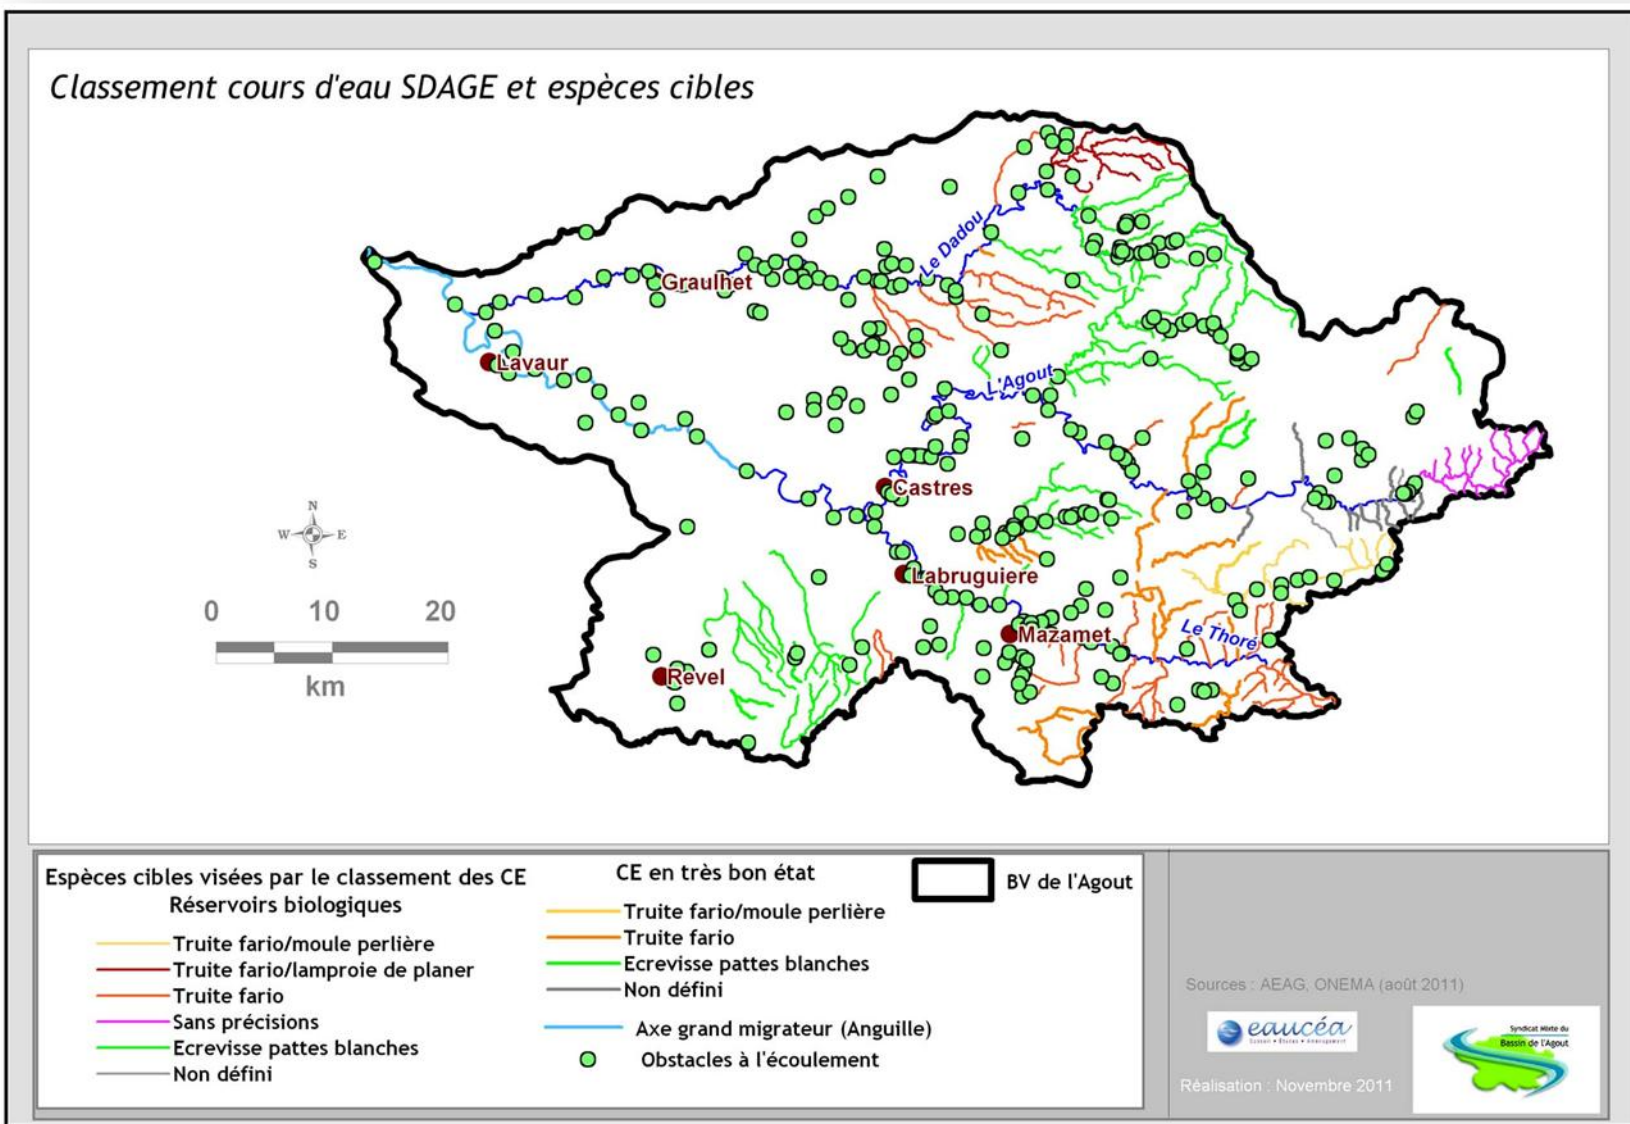 Classement cours d'eau SDAGE et espèces cibles
Le Dadou
Graulhet
Lavaur
L'Agout
Castres
N
W E
S
Labruguiere
0 10 20
km
Mazamet
Le Thoré
Revel
Espèces cibles visées par le classement des CE
Réservoirs biologiques
Truite fario/moule perlière
Truite fario/lamproie de planer
Truite fario
Sans précisions
Ecrevisse pattes blanches
Non défini
CE en très bon état
Truite fario/moule perlière
Truite fario
Ecrevisse pattes blanches
Non défini
Axe grand migrateur (Anguille)
Obstacles à l'écoulement
BV de l'Agout
Sources : AEAG, ONEMA (août 2011)
eaucéa
Conseil • Études • Aménagement
Réalisation : Novembre 2011
Syndicat Mixte du
Bassin de l'Agout